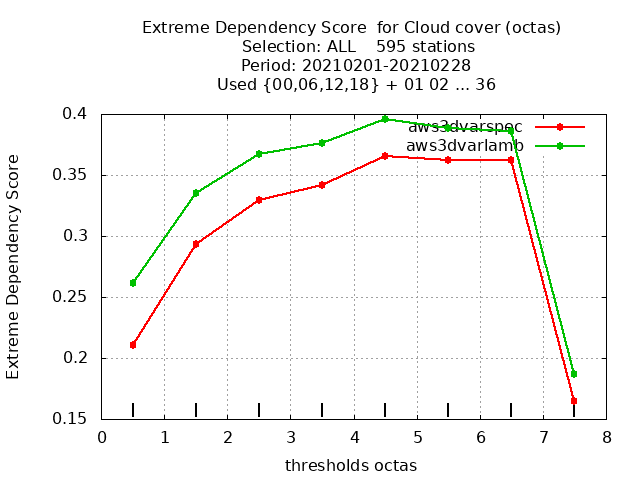 Extreme Dependency Score  for Cloud cover (octas)
Selection: ALL    595 stations
Period: 20210201-20210228
Used {00,06,12,18} + 01 02 ... 36
aws3dvarspec
aws3dvarlamb
Extreme Dependency Score
0.4
0.35
0.3
0.25
0.2
0.15
0 1 2 3 4 5 6 7 8
thresholds octas